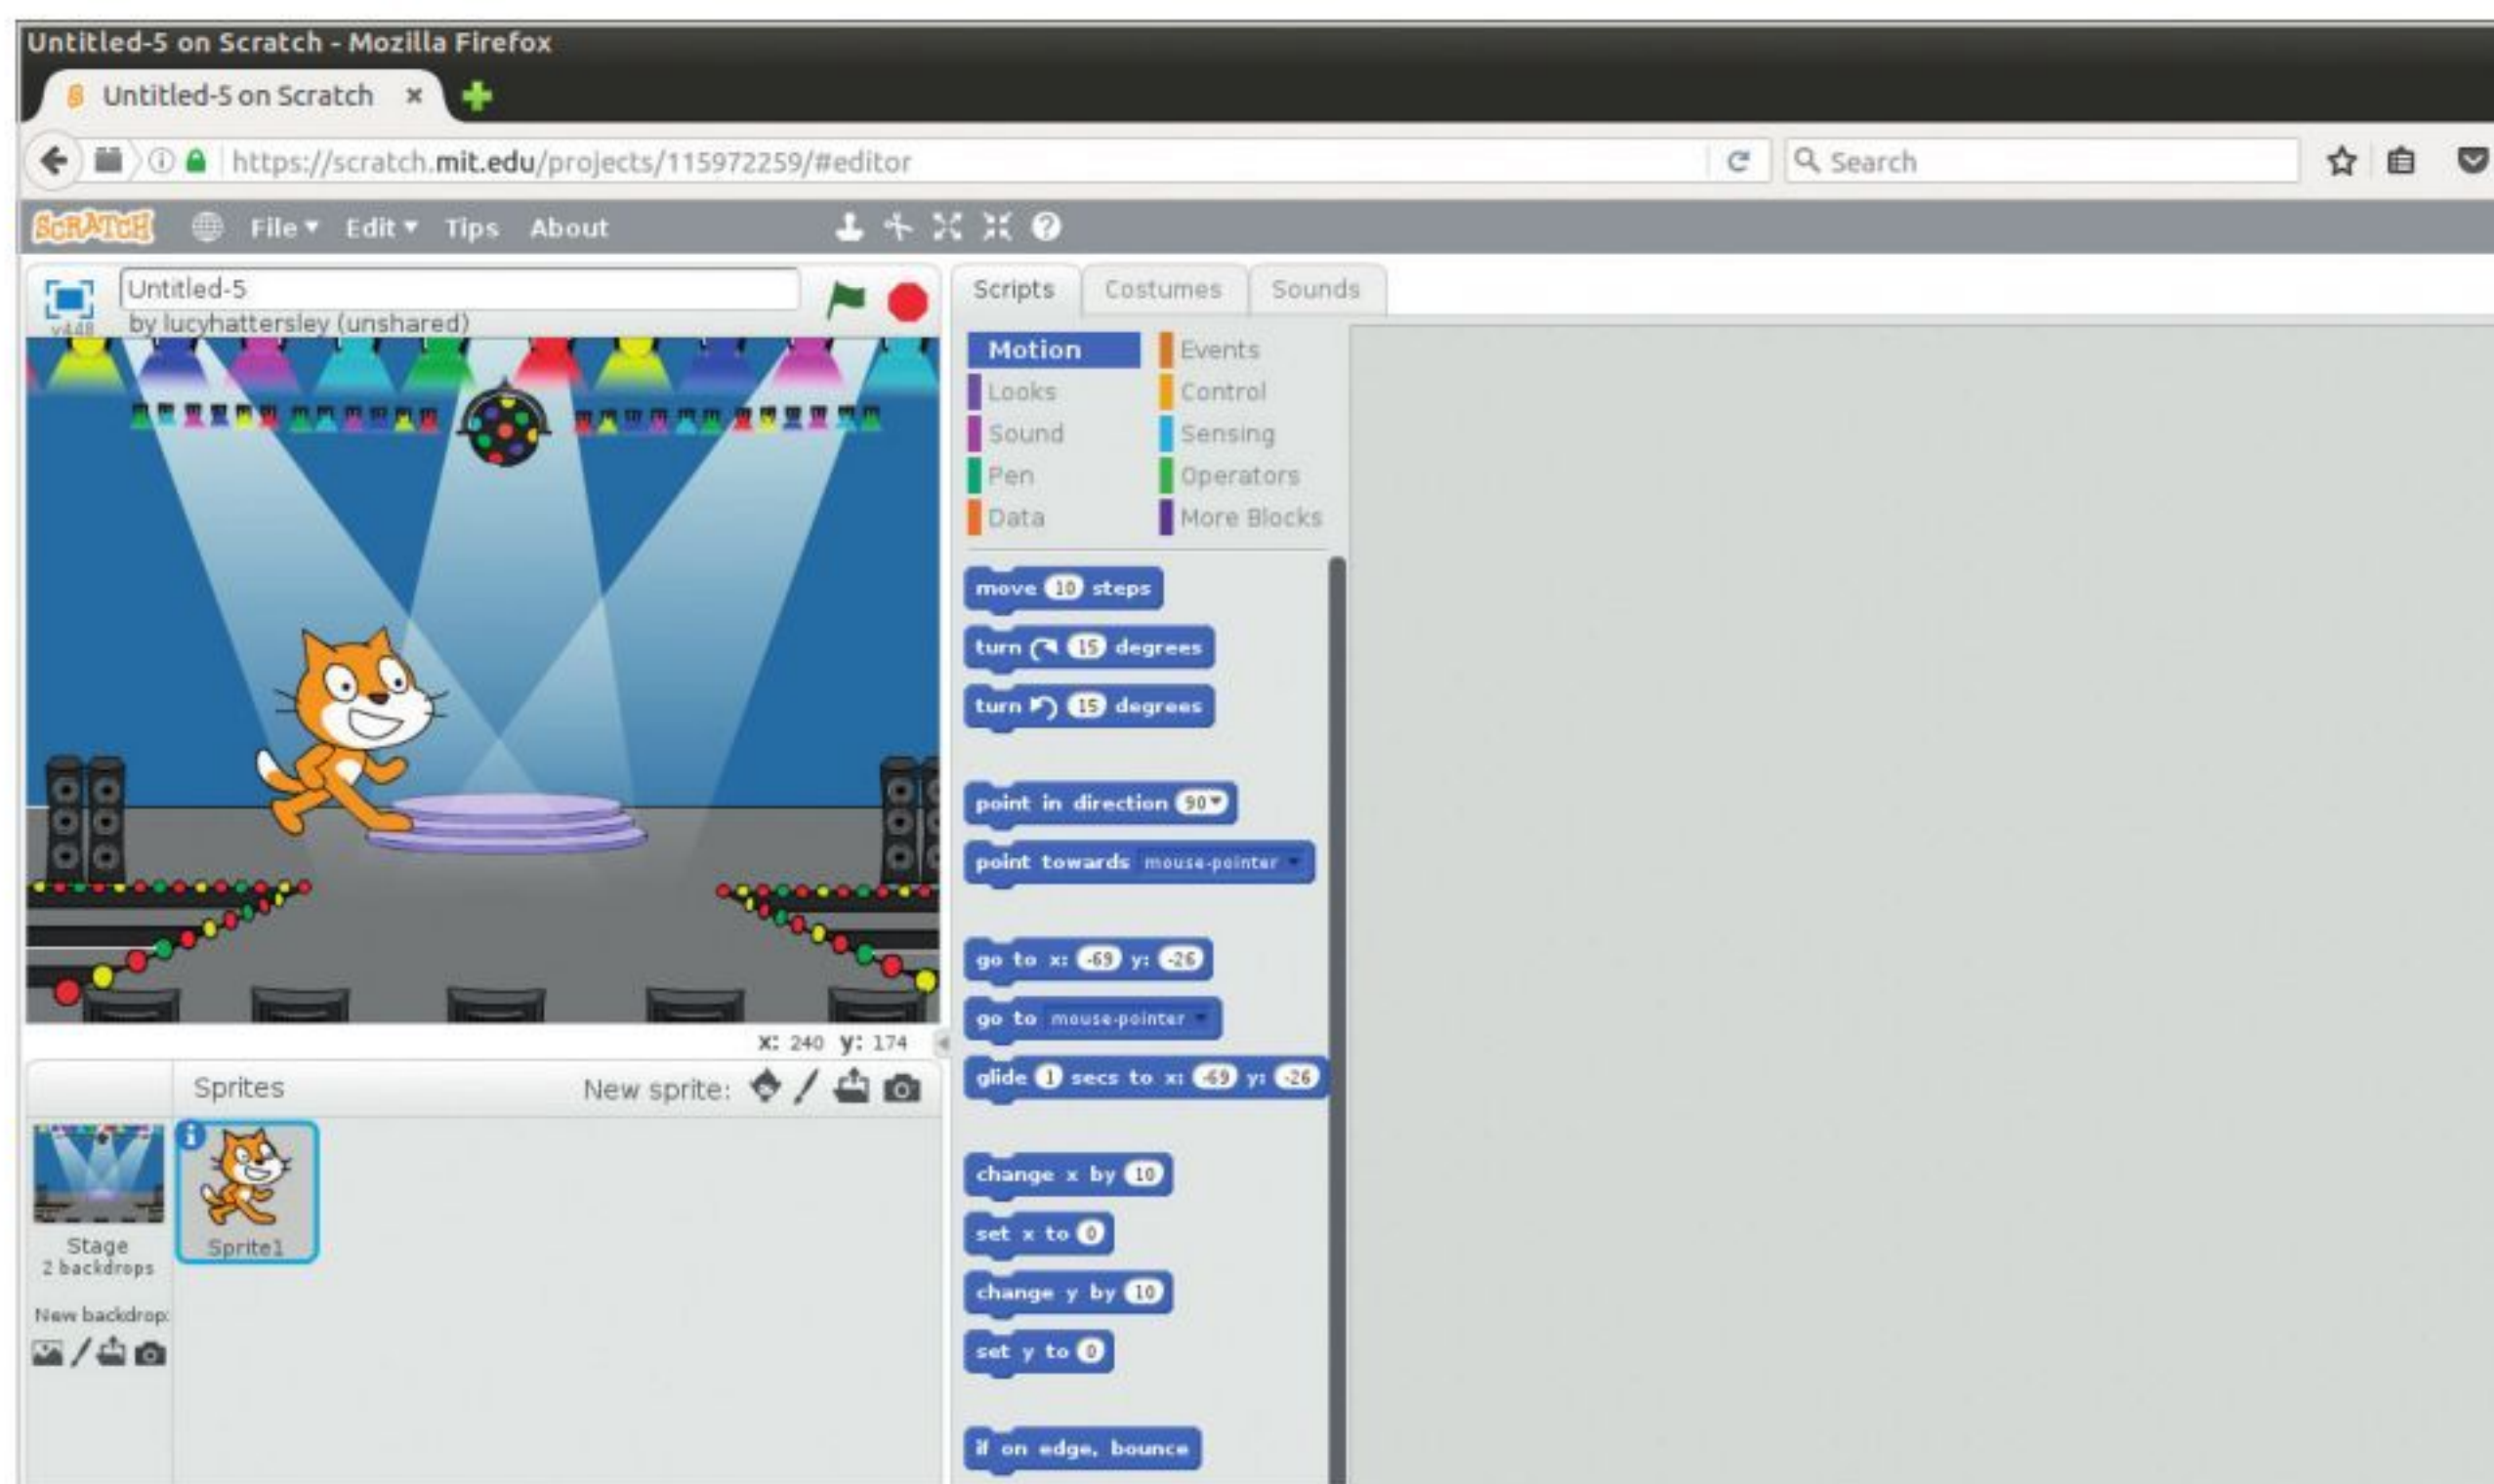 Untitled-5 on Scratch - Mozilla Firefox
Untitled-5 on Scratch
https://scratch.mit.edu/projects/115972259/#editor
Search
SCRATCH File Edit Tips About
Untitled-5
v448 by lucyhattersley (unshared)
Scripts Costumes Sounds
Motion Events
Looks Control
Sound Sensing
Pen Operators
Data More Blocks
move 10 steps
turn 15 degrees
turn 15 degrees
point in direction 90
point towards mouse-pointer
go to x: -69 y: -26
go to mouse-pointer
glide 1 secs to x: -69 y: -26
change x by 10
set x to 0
change y by 10
set y to 0
if on edge, bounce
x: 240 y: 174
Sprites New sprite:
Stage
2 backdrops
New backdrop:
Sprite1